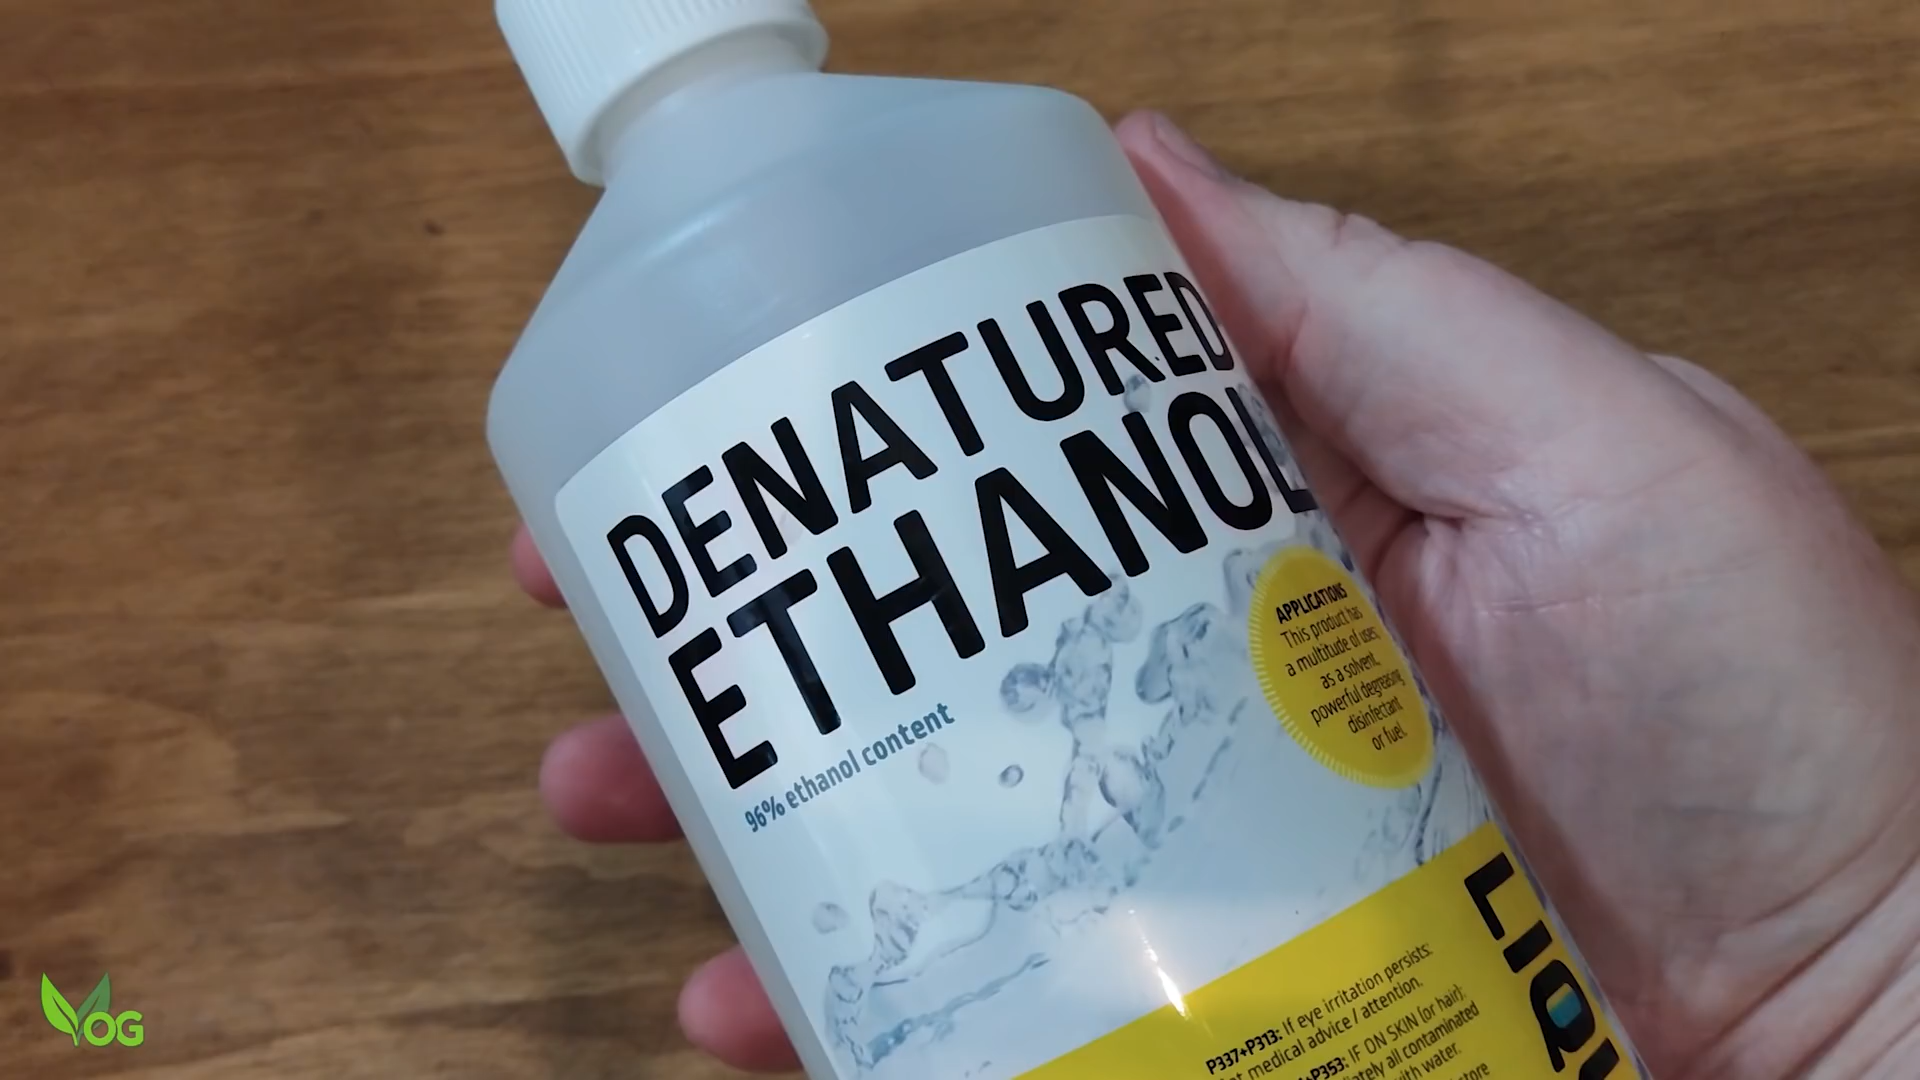 DENATURED
ETHANOL
96% ethanol content
APPLICATIONS
This product has
a multitude of uses;
as a solvent,
powerful degreasing
disinfectant
or fuel.
P337+P313: If eye irritation persists:
medical advice / attention.
+P353: IF ON SKIN (or hair):
all contaminated
with water.
OG